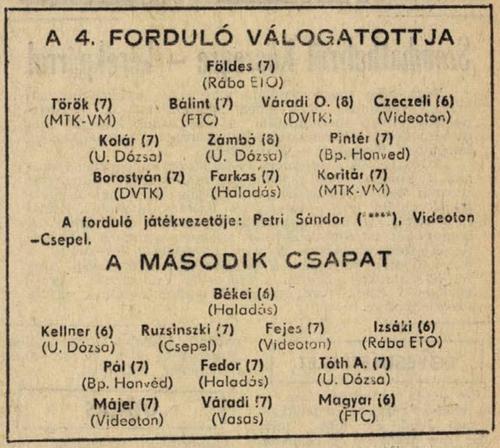 A 4. FORDULÓ VÁLOGATOTTJA
Földes (7)
(Rába ETO)
Török (7) Bálint (7) Váradi O. (8) Czeczeli (6)
(MTK-VM) (FTC) (DVTK) (Videoton)
Kolár (7) Zámbó (8) Pintér (7)
(U. Dózsa) (U. Dózsa) (Bp. Honvéd)
Borostyán (7) Farkas (7) Koritár (7)
(DVTK) (Haladás) (MTK-VM)
A forduló játékvezetője: Petri Sándor (****), Videoton
–Csepel.
A MÁSODIK CSAPAT
Békei (6)
(Haladás)
Kellner (6) Ruzsinszki (7) Fejes (7) Izsáki (6)
(U. Dózsa) (Csepel) (Videoton) (Rába ETO)
Pál (7) Fedor (7) Tóth A. (7)
(Bp. Honvéd) (Haladás) (U. Dózsa)
Májer (7) Váradi (7) Magyar (6)
(Videoton) (Vasas) (FTC)